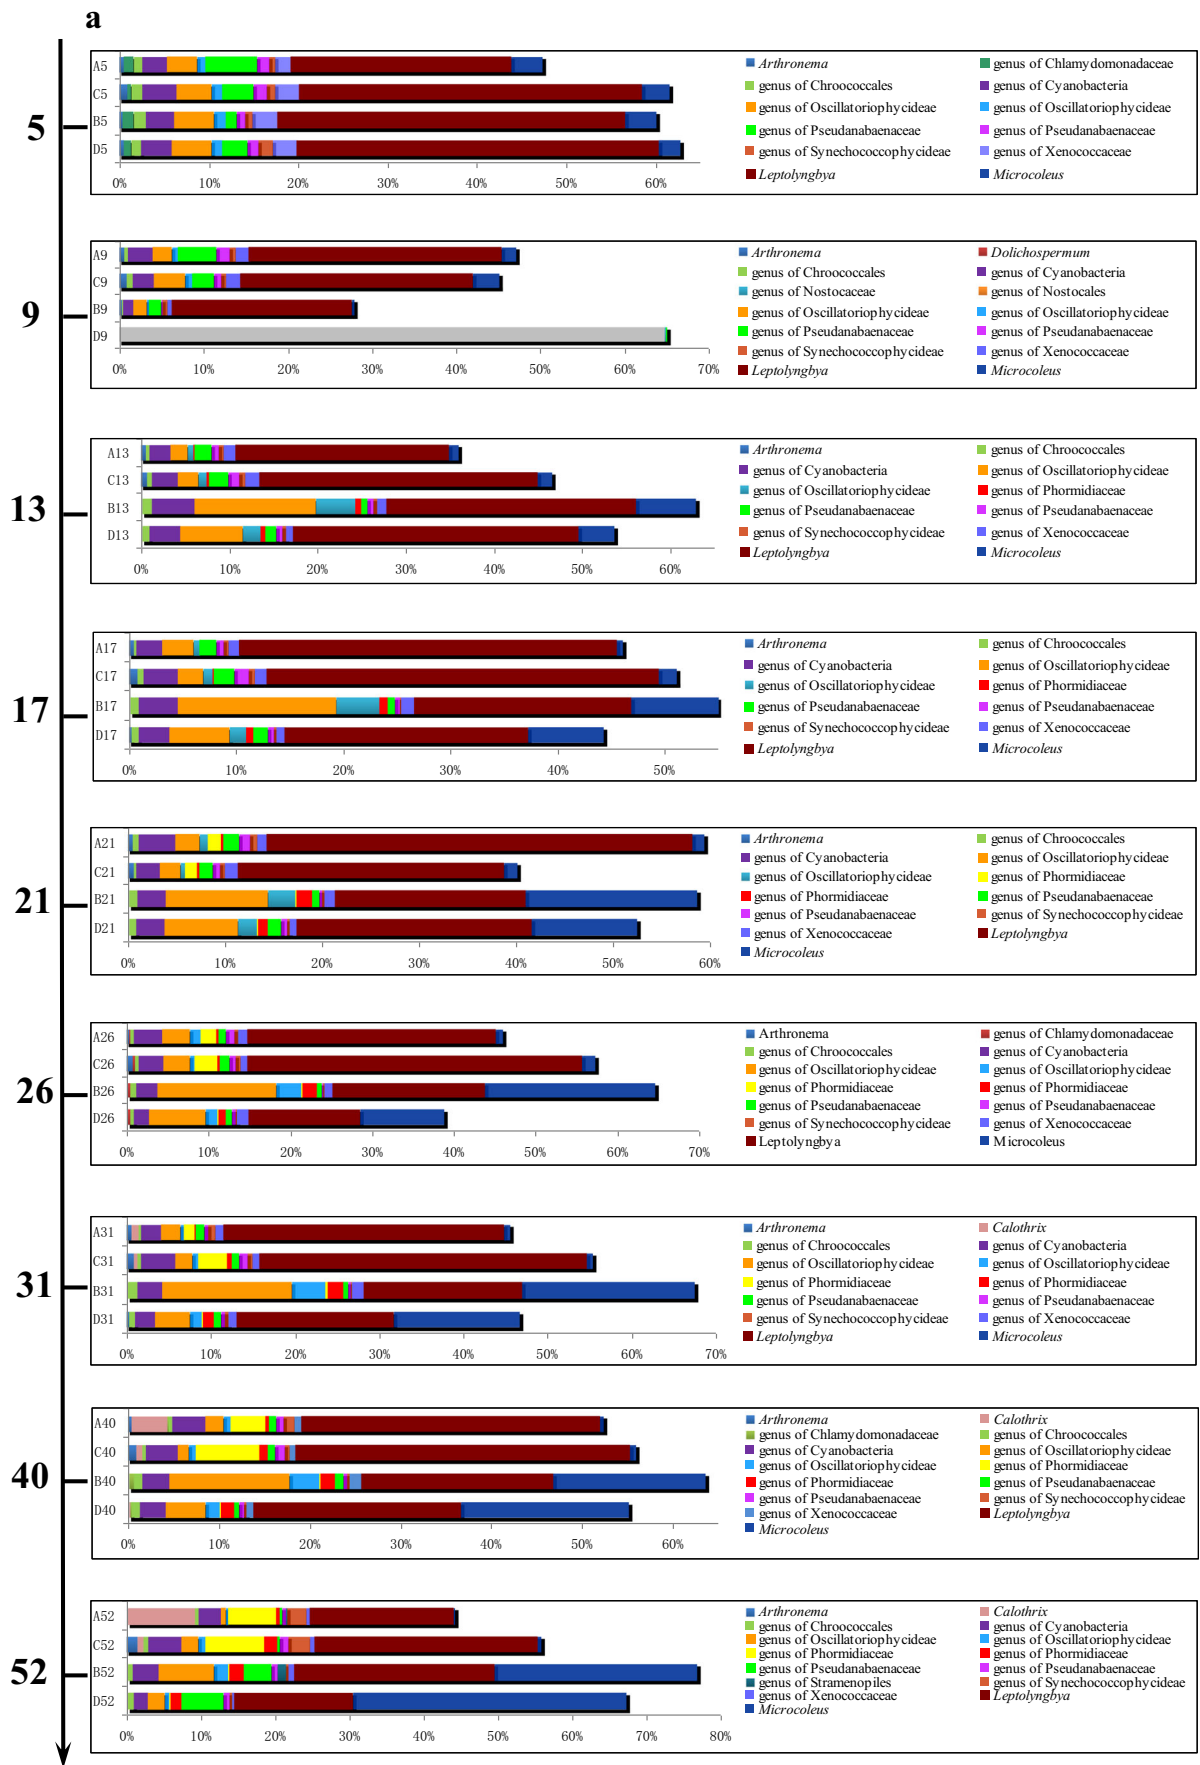 a
5
A5
C5
B5
D5
0% 10% 20% 30% 40% 50% 60%
Arthronema genus of Chlamydomonadaceae
genus of Chroococcales genus of Cyanobacteria
genus of Oscillatoriophycideae genus of Oscillatoriophycideae
genus of Pseudanabaenaceae genus of Pseudanabaenaceae
genus of Synechococcophycideae genus of Xenococcaceae
Leptolyngbya Microcoleus
9
A9
C9
B9
D9
0% 10% 20% 30% 40% 50% 60% 70%
Arthronema Dolichospermum
genus of Chroococcales genus of Cyanobacteria
genus of Nostocaceae genus of Nostocales
genus of Oscillatoriophycideae genus of Oscillatoriophycideae
genus of Pseudanabaenaceae genus of Pseudanabaenaceae
genus of Synechococcophycideae genus of Xenococcaceae
Leptolyngbya Microcoleus
13
A13
C13
B13
D13
0% 10% 20% 30% 40% 50% 60%
Arthronema genus of Chroococcales
genus of Cyanobacteria genus of Oscillatoriophycideae
genus of Oscillatoriophycideae genus of Phormidiaceae
genus of Pseudanabaenaceae genus of Pseudanabaenaceae
genus of Synechococcophycideae genus of Xenococcaceae
Leptolyngbya Microcoleus
17
A17
C17
B17
D17
0% 10% 20% 30% 40% 50%
Arthronema genus of Chroococcales
genus of Cyanobacteria genus of Oscillatoriophycideae
genus of Oscillatoriophycideae genus of Phormidiaceae
genus of Pseudanabaenaceae genus of Pseudanabaenaceae
genus of Synechococcophycideae genus of Xenococcaceae
Leptolyngbya Microcoleus
21
A21
C21
B21
D21
0% 10% 20% 30% 40% 50% 60%
Arthronema genus of Chroococcales
genus of Cyanobacteria genus of Oscillatoriophycideae
genus of Oscillatoriophycideae genus of Phormidiaceae
genus of Phormidiaceae genus of Pseudanabaenaceae
genus of Pseudanabaenaceae genus of Synechococcophycideae
genus of Xenococcaceae Leptolyngbya
Microcoleus
26
A26
C26
B26
D26
0% 10% 20% 30% 40% 50% 60% 70%
Arthronema genus of Chlamydomonadaceae
genus of Chroococcales genus of Cyanobacteria
genus of Oscillatoriophycideae genus of Oscillatoriophycideae
genus of Phormidiaceae genus of Phormidiaceae
genus of Pseudanabaenaceae genus of Pseudanabaenaceae
genus of Synechococcophycideae genus of Xenococcaceae
Leptolyngbya Microcoleus
31
A31
C31
B31
D31
0% 10% 20% 30% 40% 50% 60% 70%
Arthronema Calothrix
genus of Chroococcales genus of Cyanobacteria
genus of Oscillatoriophycideae genus of Oscillatoriophycideae
genus of Phormidiaceae genus of Phormidiaceae
genus of Pseudanabaenaceae genus of Pseudanabaenaceae
genus of Synechococcophycideae genus of Xenococcaceae
Leptolyngbya Microcoleus
40
A40
C40
B40
D40
0% 10% 20% 30% 40% 50% 60%
Arthronema Calothrix
genus of Chlamydomonadaceae genus of Chroococcales
genus of Cyanobacteria genus of Oscillatoriophycideae
genus of Oscillatoriophycideae genus of Phormidiaceae
genus of Phormidiaceae genus of Pseudanabaenaceae
genus of Pseudanabaenaceae genus of Synechococcophycideae
genus of Xenococcaceae Leptolyngbya
Microcoleus
52
A52
C52
B52
D52
0% 10% 20% 30% 40% 50% 60% 70% 80%
Arthronema Calothrix
genus of Chroococcales genus of Cyanobacteria
genus of Oscillatoriophycideae genus of Oscillatoriophycideae
genus of Phormidiaceae genus of Phormidiaceae
genus of Pseudanabaenaceae genus of Pseudanabaenaceae
genus of Stramenopiles genus of Synechococcophycideae
genus of Xenococcaceae Leptolyngbya
Microcoleus